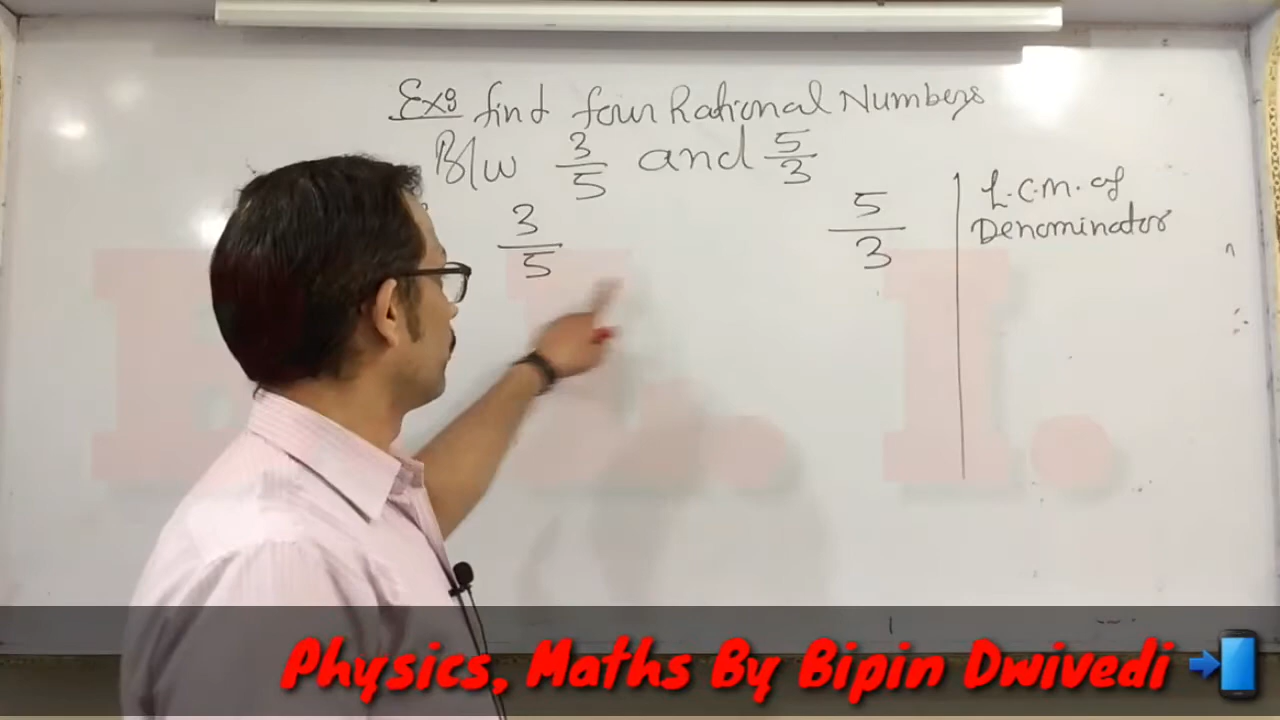 Exg find four Rational Numbers
B/w 3/5 and 5/3
3/5 5/3
L.C.M. of
Denominator
B. L. I.
Physics, Maths By Bipin Dwivedi